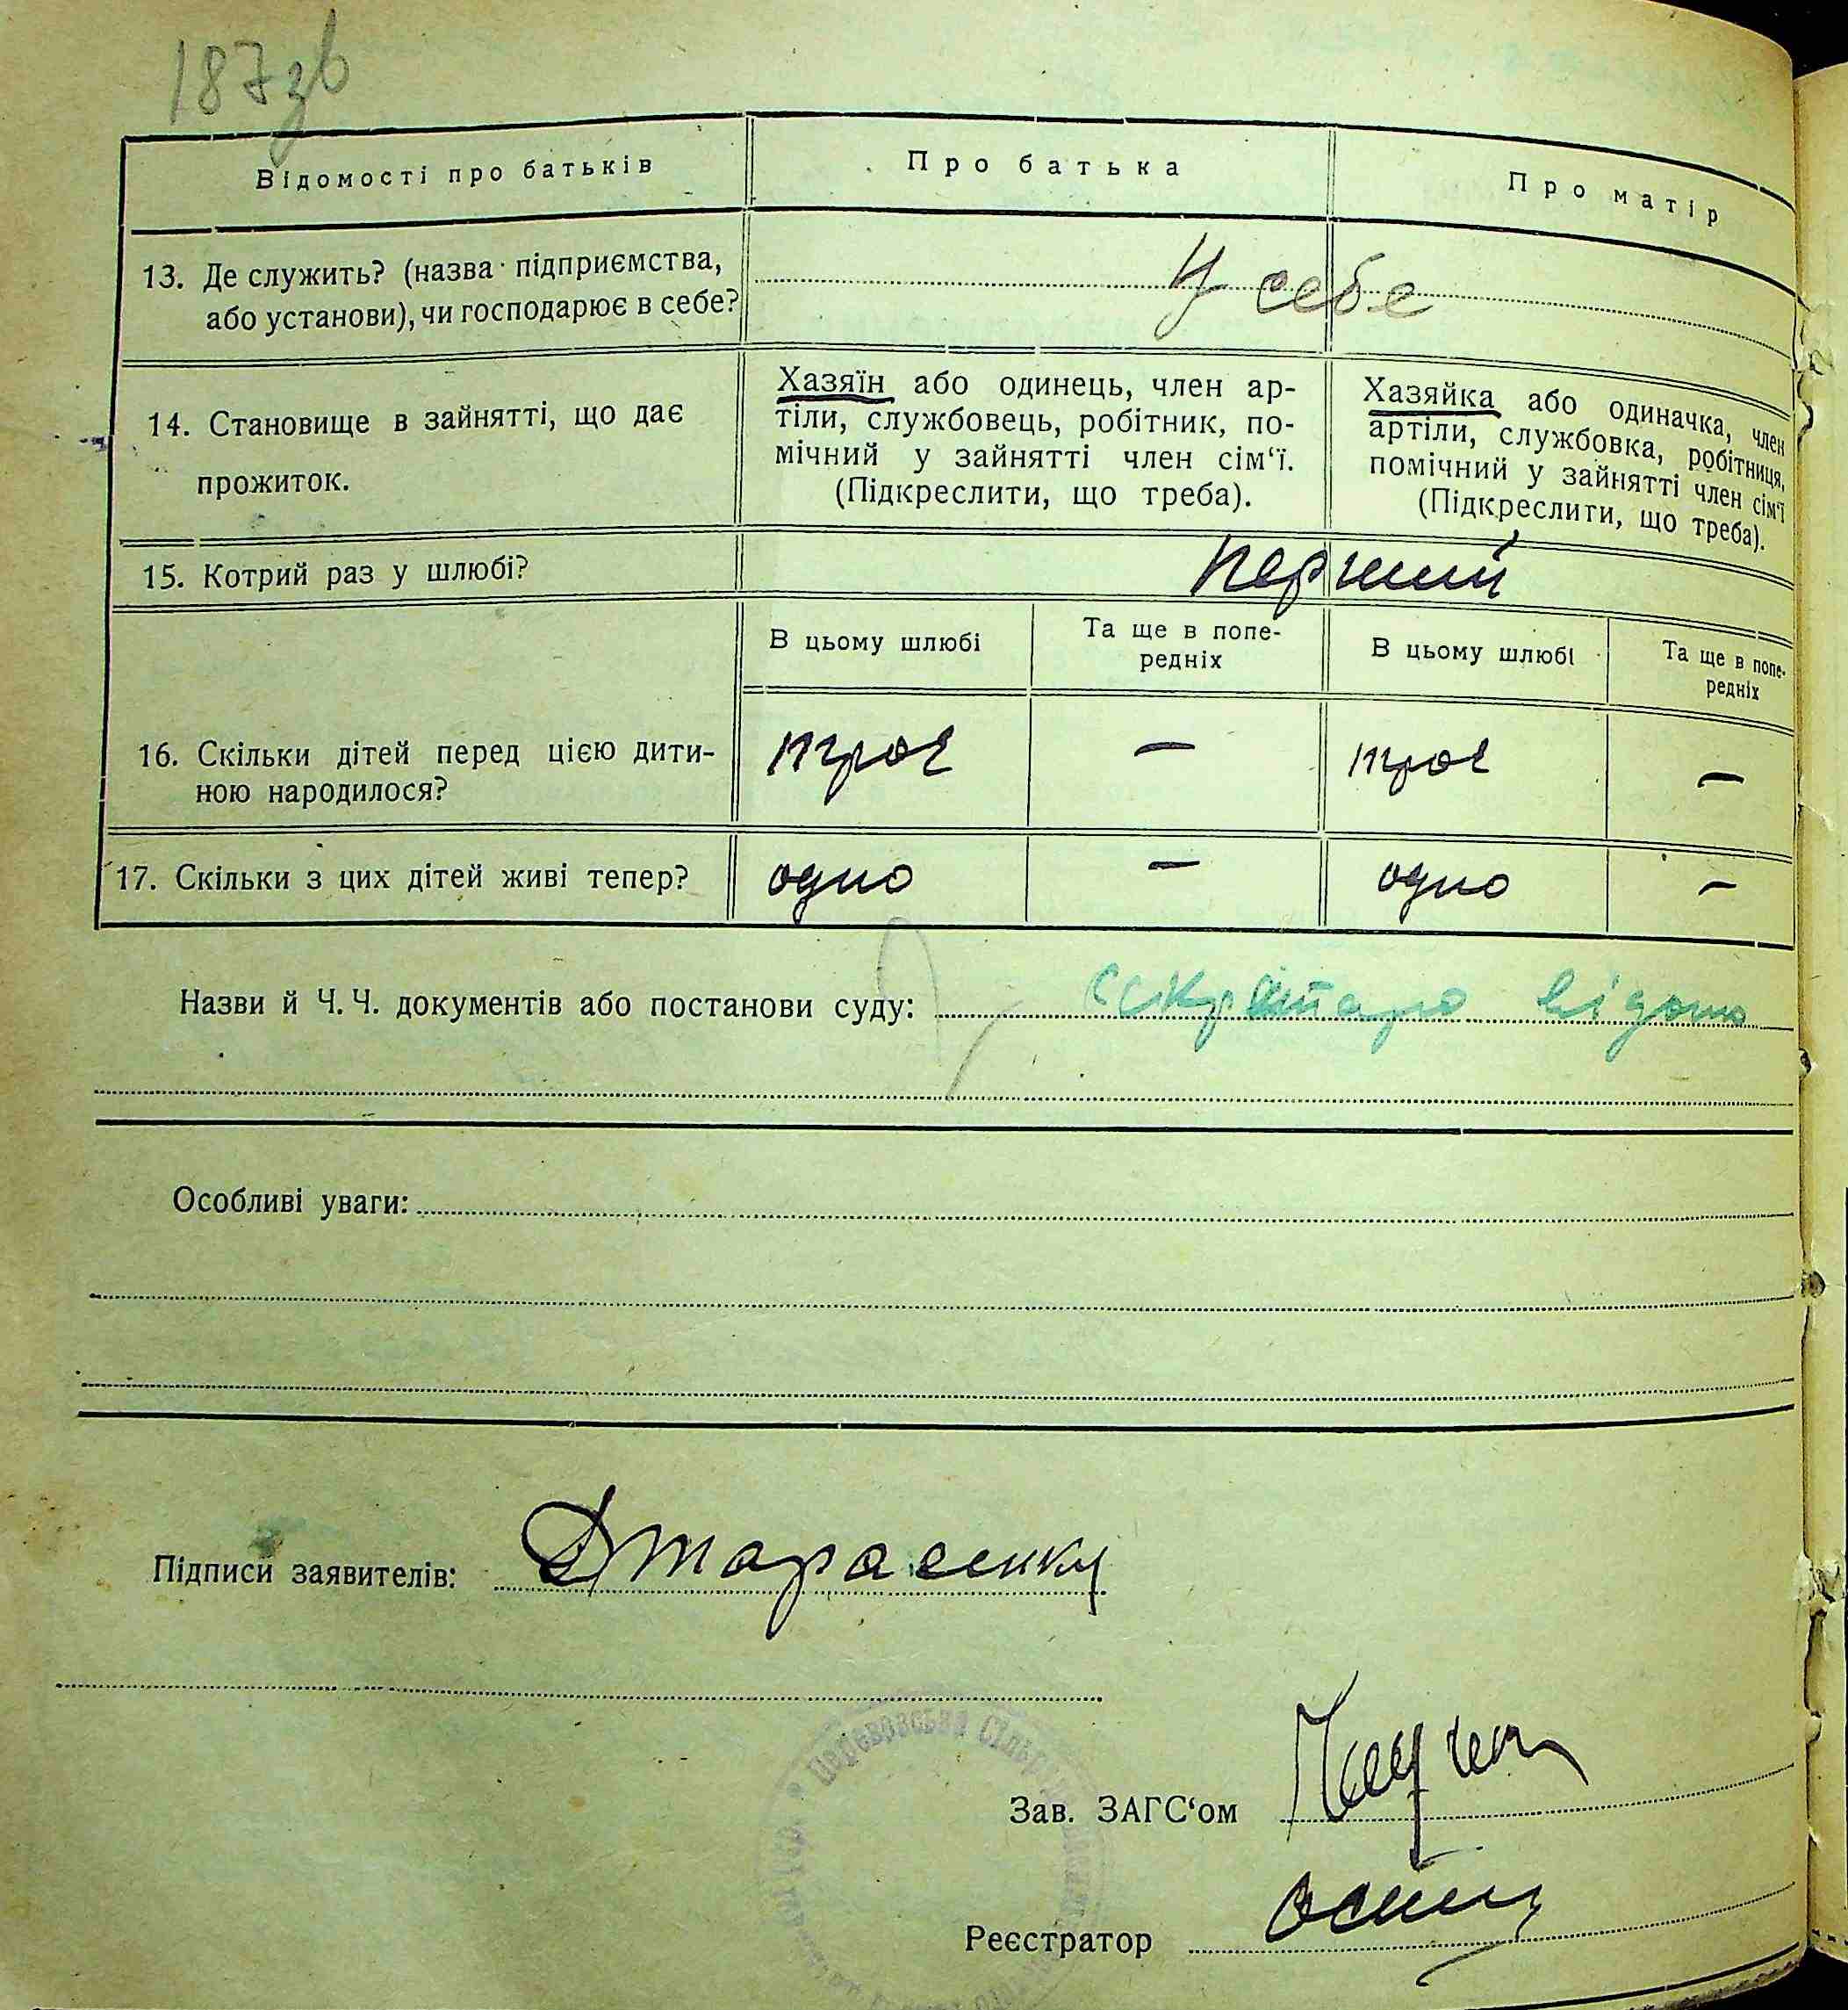 187зв
Відомості про батьків
Про батька
Про матір
13. Де служить? (назва підприємства,
або установи), чи господарює в себе?
У себе
14. Становище в зайнятті, що дає
прожиток.
Хазяїн або одинець, член ар-
тіли, службовець, робітник, по-
мічний у зайнятті член сім‘ї.
(Підкреслити, що треба).
Хазяйка або одиначка, член
артіли, службовка, робітниця,
помічний у зайнятті член сім‘ї
(Підкреслити, що треба).
15. Котрий раз у шлюбі?
перший
В цьому шлюбі
Та ще в попе-
редніх
В цьому шлюбі
Та ще в попе-
редніх
16. Скільки дітей перед цією дити-
ною народилося?
троє
—
троє
—
17. Скільки з цих дітей живі тепер?
одно
—
одно
—
Назви й Ч. Ч. документів або постанови суду:
відомо
Особливі уваги:
Підписи заявителів:
Зав. ЗАГС‘ом
Реєстратор